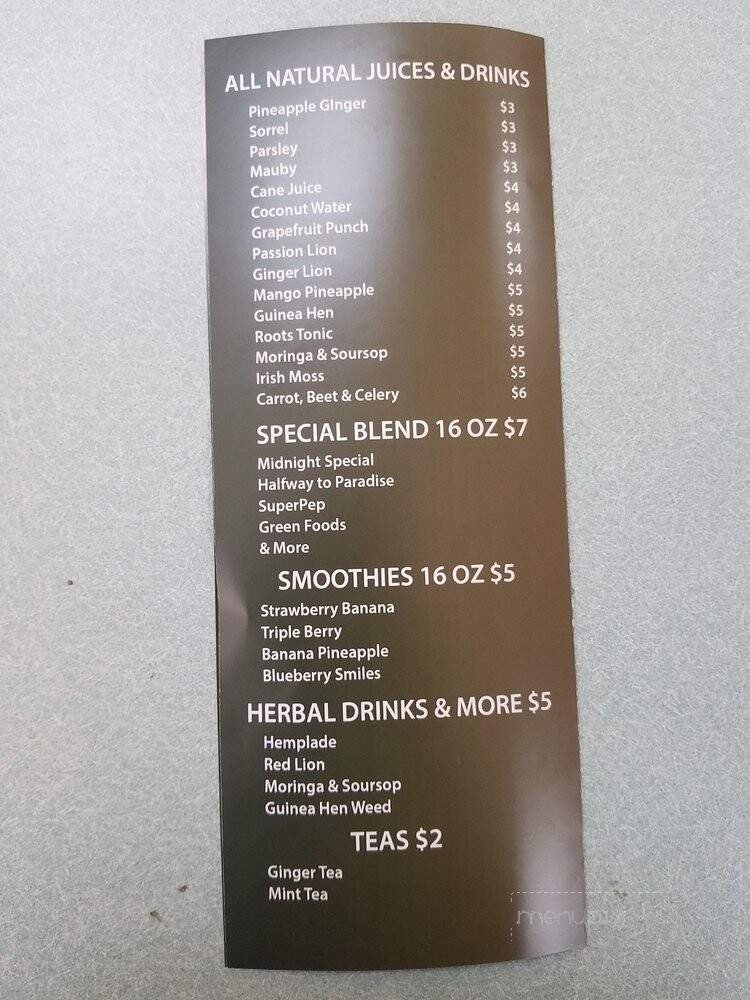 ALL NATURAL JUICES & DRINKS
Pineapple GInger $3
Sorrel $3
Parsley $3
Mauby $3
Cane Juice $4
Coconut Water $4
Grapefruit Punch $4
Passion Lion $4
Ginger Lion $4
Mango Pineapple $5
Guinea Hen $5
Roots Tonic $5
Moringa & Soursop $5
Irish Moss $5
Carrot, Beet & Celery $6
SPECIAL BLEND 16 OZ $7
Midnight Special
Halfway to Paradise
SuperPep
Green Foods
& More
SMOOTHIES 16 OZ $5
Strawberry Banana
Triple Berry
Banana Pineapple
Blueberry Smiles
HERBAL DRINKS & MORE $5
Hemplade
Red Lion
Moringa & Soursop
Guinea Hen Weed
TEAS $2
Ginger Tea
Mint Tea